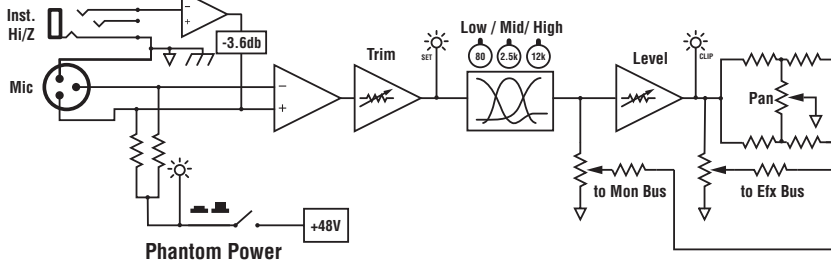 Inst.
Hi/Z
-3.6db
Mic
Trim
SET
Low / Mid/ High
80
2.5k
12k
Level
CLIP
Pan
to Mon Bus
to Efx Bus
+48V
Phantom Power